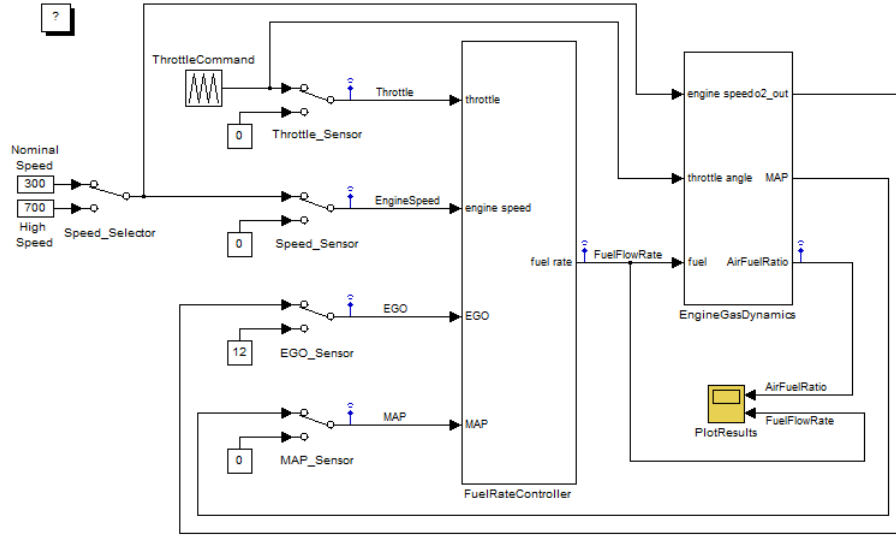 ?
ThrottleCommand
Throttle
throttle
0
Throttle_Sensor
engine speed
o2_out
Nominal
Speed
300
700
High
Speed
Speed_Selector
EngineSpeed
engine speed
0
Speed_Sensor
throttle angle
MAP
fuel rate
FuelFlowRate
fuel
AirFuelRatio
EngineGasDynamics
EGO
EGO
12
EGO_Sensor
AirFuelRatio
FuelFlowRate
PlotResults
MAP
MAP
0
MAP_Sensor
FuelRateController